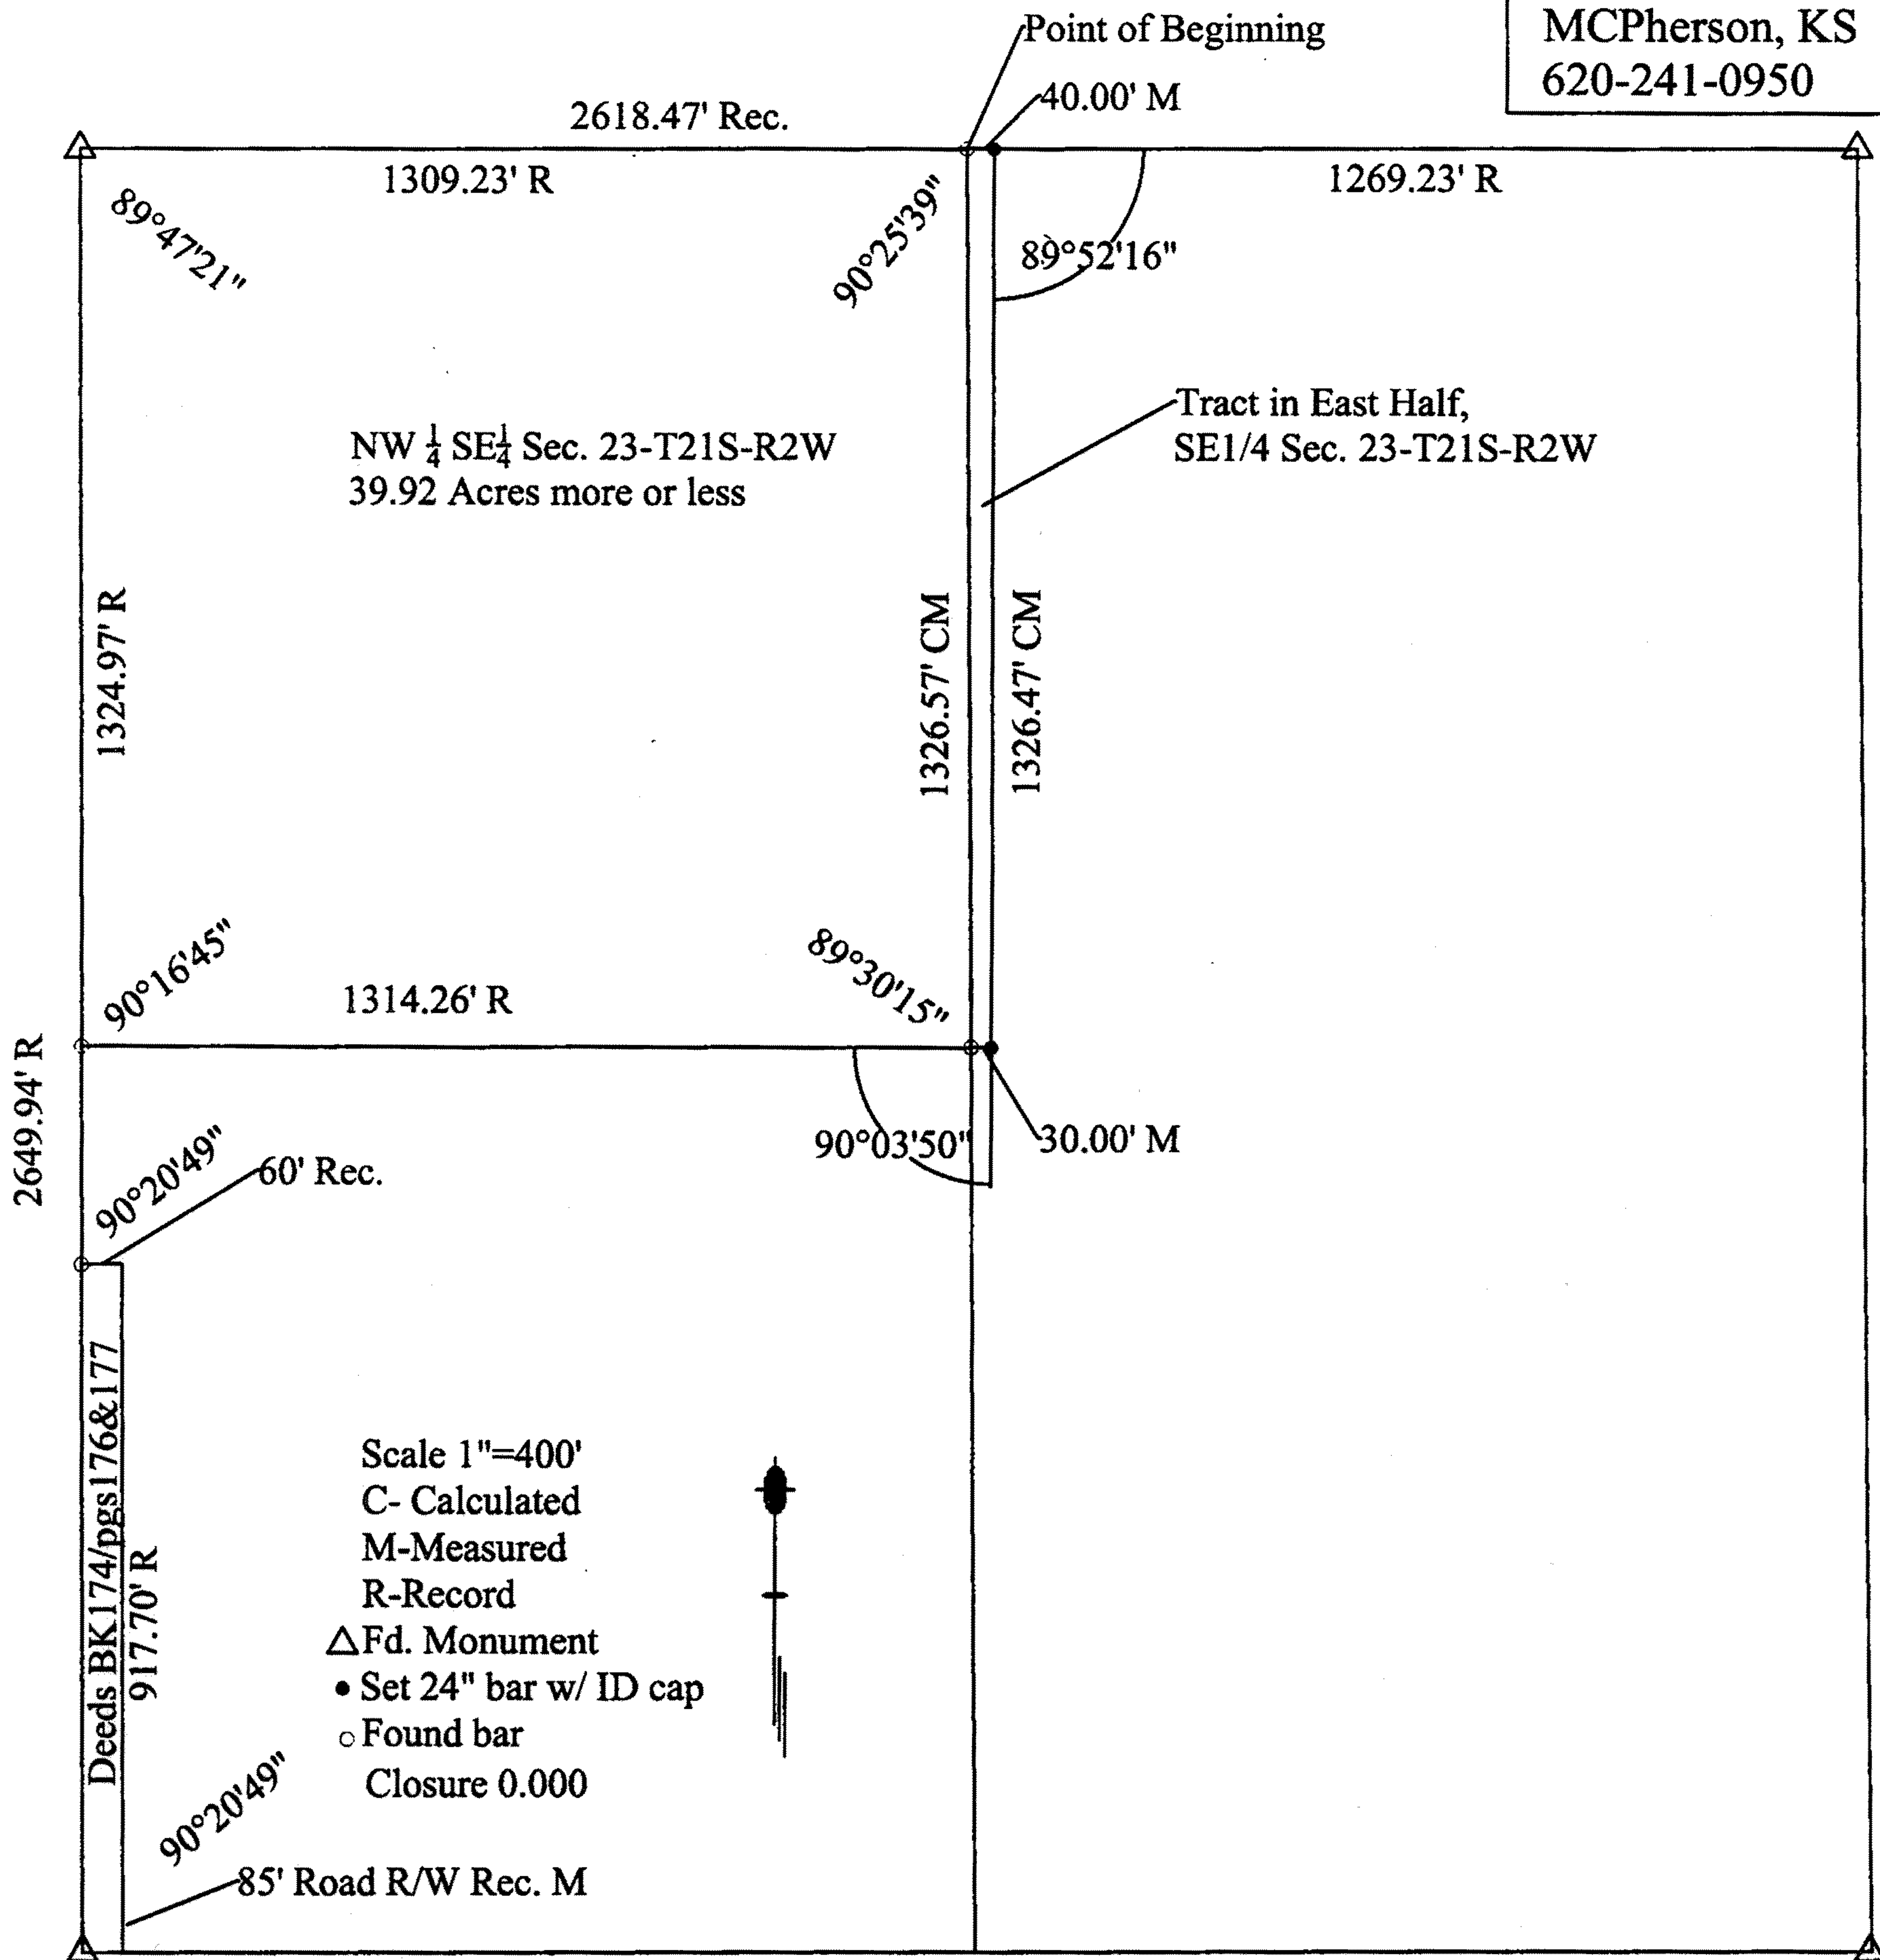 MCPherson, KS
620-241-0950
Point of Beginning
40.00' M
2618.47' Rec.
1309.23' R
1269.23' R
89°47'21"
90°25'39"
89°52'16"
Tract in East Half,
SE1/4 Sec. 23-T21S-R2W
NW 1/4 SE1/4 Sec. 23-T21S-R2W
39.92 Acres more or less
1324.97' R
1326.57' CM
1326.47' CM
90°16'45"
89°30'15"
1314.26' R
2649.94' R
90°03'50"
30.00' M
90°20'49"
60' Rec.
Deeds BK174/pgs176&177
917.70' R
Scale 1"=400'
C- Calculated
M-Measured
R-Record
Fd. Monument
Set 24" bar w/ ID cap
Found bar
Closure 0.000
90°20'49"
85' Road R/W Rec. M